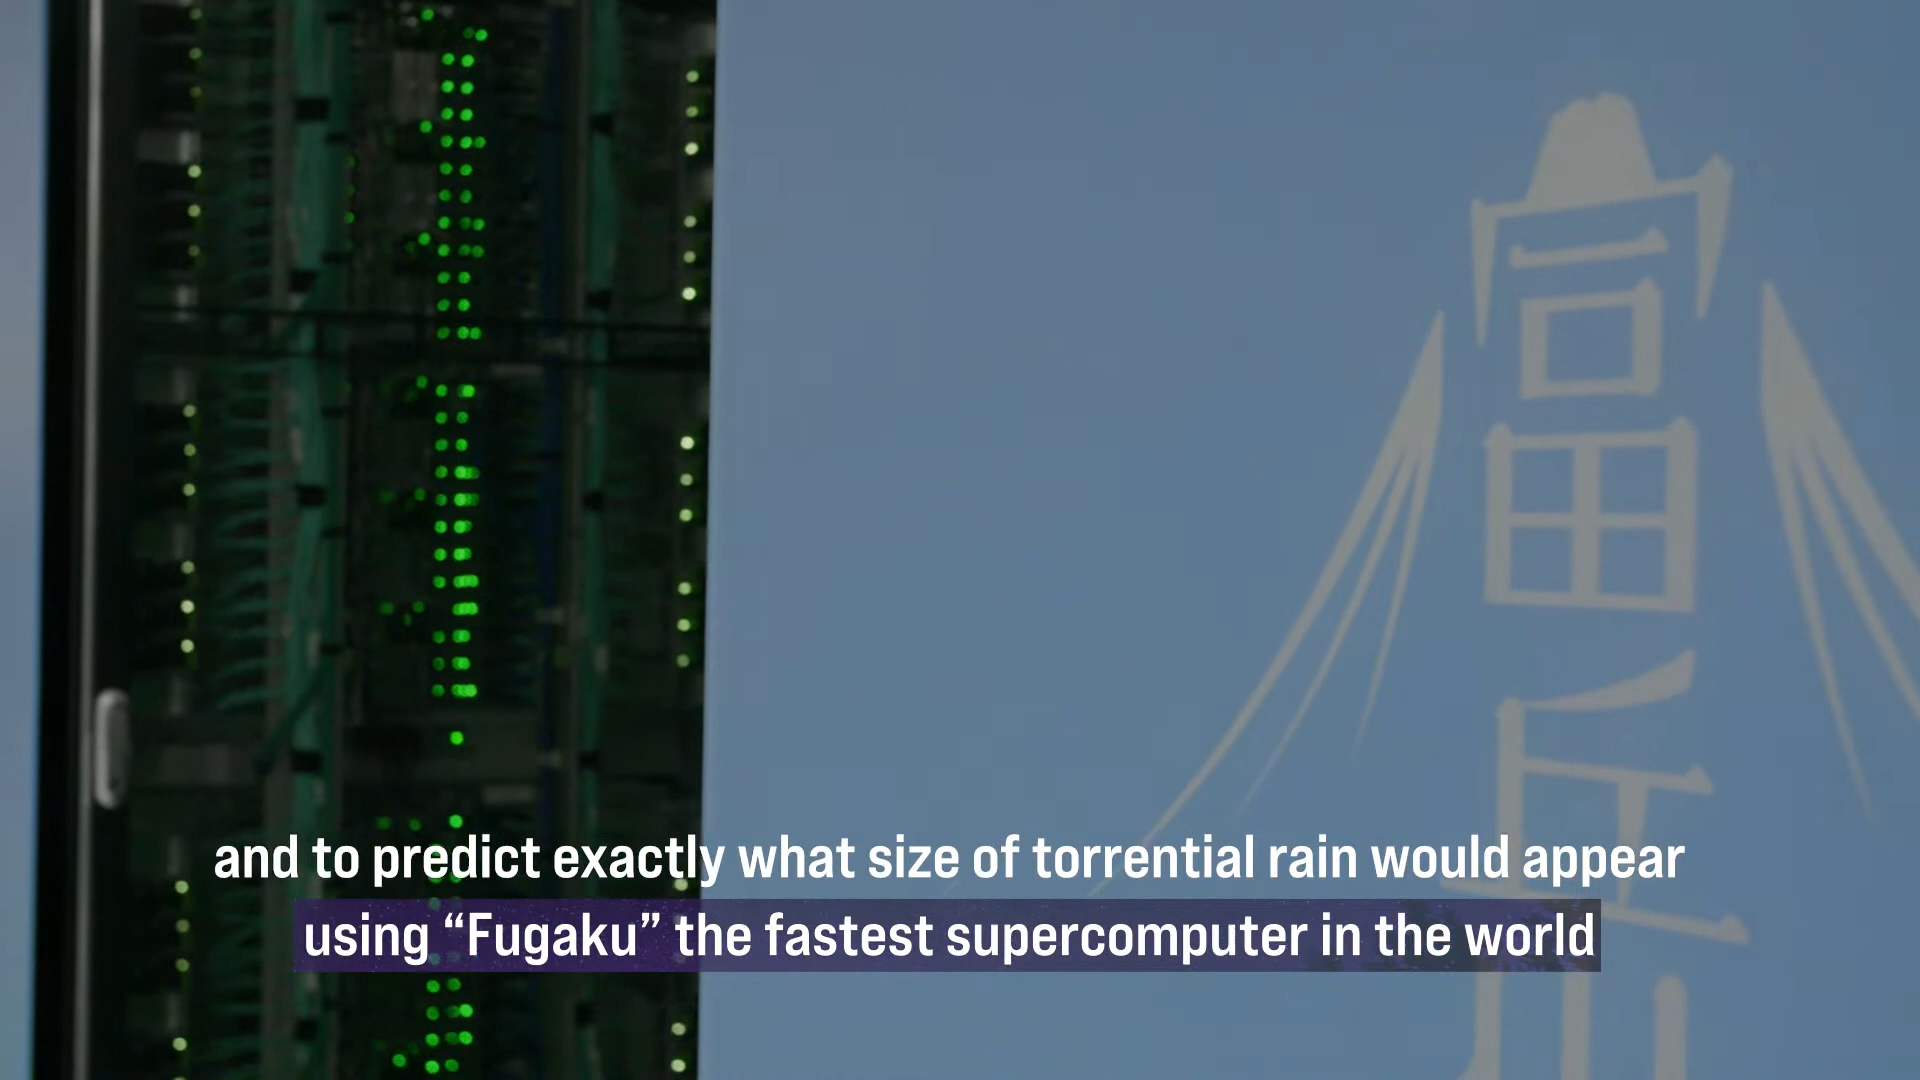 富岳
and to predict exactly what size of torrential rain would appear
using “Fugaku” the fastest supercomputer in the world